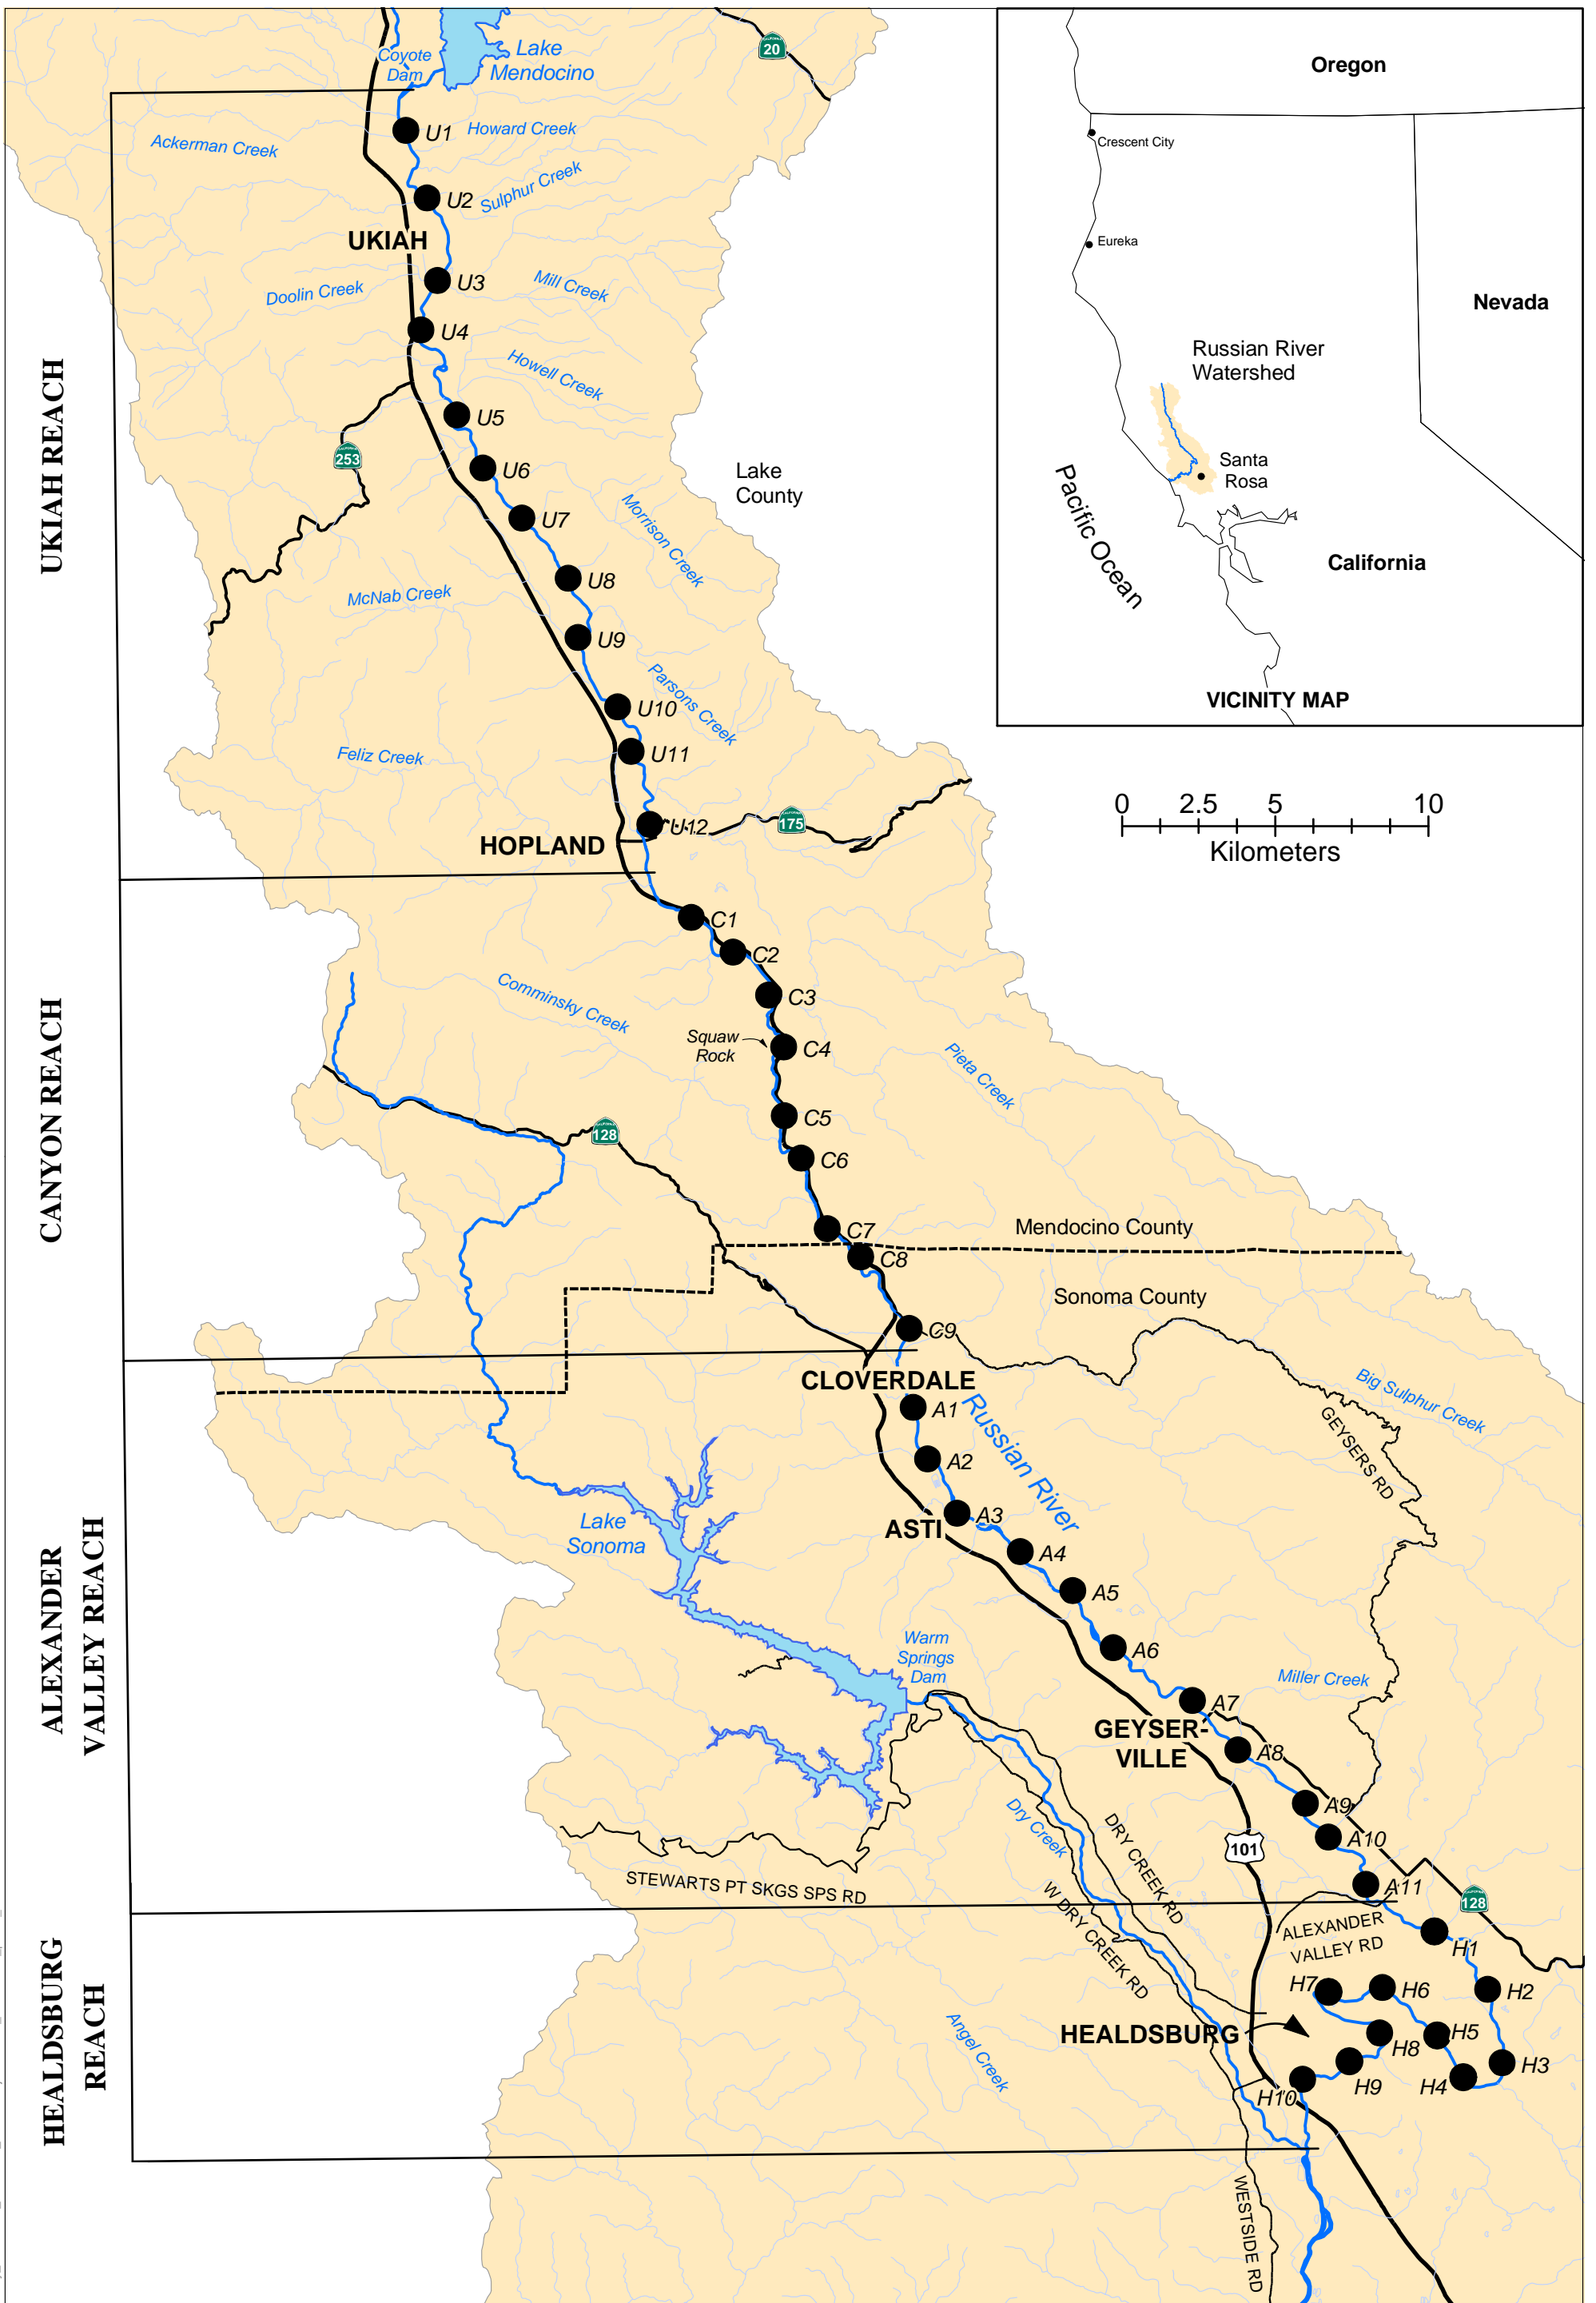 Coyote
Dam
Lake
Mendocino
20
Ackerman Creek
U1
Howard Creek
U2
Sulphur Creek
UKIAH
U3
Doolin Creek
Mill Creek
U4
Howell Creek
U5
253
U6
U7
Morrison Creek
Lake
County
U8
McNab Creek
U9
Parsons Creek
U10
U11
Feliz Creek
U12
175
HOPLAND
UKIAH REACH
Oregon
Crescent City
Eureka
Nevada
Russian River
Watershed
Santa
Rosa
Pacific Ocean
California
VICINITY MAP
0 2.5 5 10
Kilometers
C1
C2
C3
Comminsky Creek
Squaw
Rock
C4
Pieta Creek
C5
128
C6
C7
Mendocino County
C8
Sonoma County
C9
CANYON REACH
CLOVERDALE
A1
Russian River
Big Sulphur Creek
GEYSERS RD
A2
A3
ASTI
Lake
Sonoma
A4
A5
Warm
Springs
Dam
A6
Miller Creek
A7
GEYSER-
VILLE
A8
Dry Creek
DRY CREEK RD
A9
A10
101
A11
STEWARTS PT SKGS SPS RD
W DRY CREEK RD
ALEXANDER
VALLEY REACH
128
ALEXANDER
VALLEY RD
H1
H7
H6
H2
HEALDSBURG
H5
H8
H3
H9
H4
H10
Angel Creek
WESTSIDE RD
HEALDSBURG
REACH